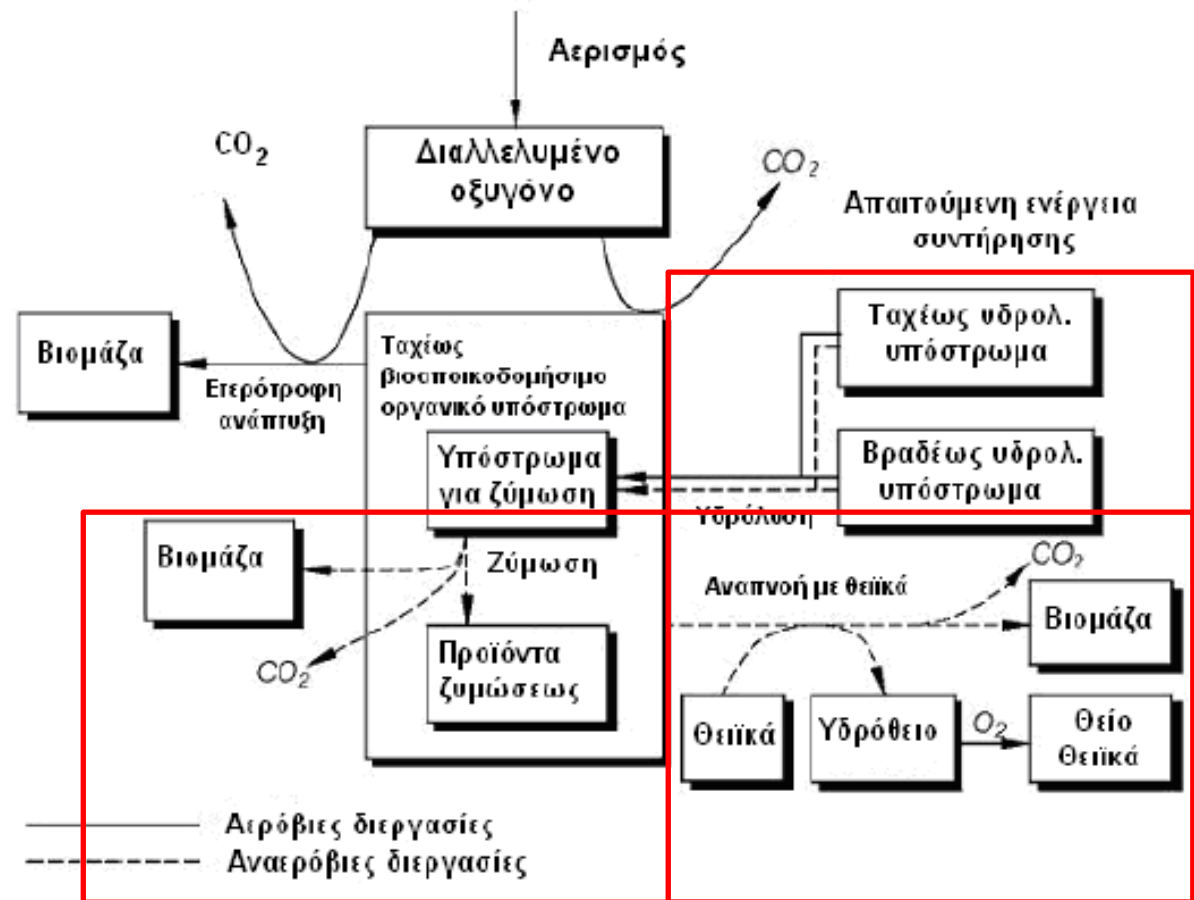 Αερισμός
CO2
Διαλλελυμένο
οξυγόνο
CO2
Απαιτούμενη ενέργεια
συντήρησης
Βιομάζα
Ετερότροφη
ανάπτυξη
Ταχέως
βιοαποικοδομήσιμο
οργανικό υπόστρωμα
Ταχέως υδρολ.
υπόστρωμα
Υπόστρωμα
για ζύμωση
Βραδέως υδρολ.
υπόστρωμα
Υδρόλυση
Βιομάζα
Ζύμωση
CO2
Προϊόντα
ζυμώσεως
Αναπνοή με θειϊκά
CO2
Βιομάζα
Θειϊκά
Υδρόθειο
O2
Θείο
Θειϊκά
Αερόβιες διεργασίες
Αναερόβιες διεργασίες